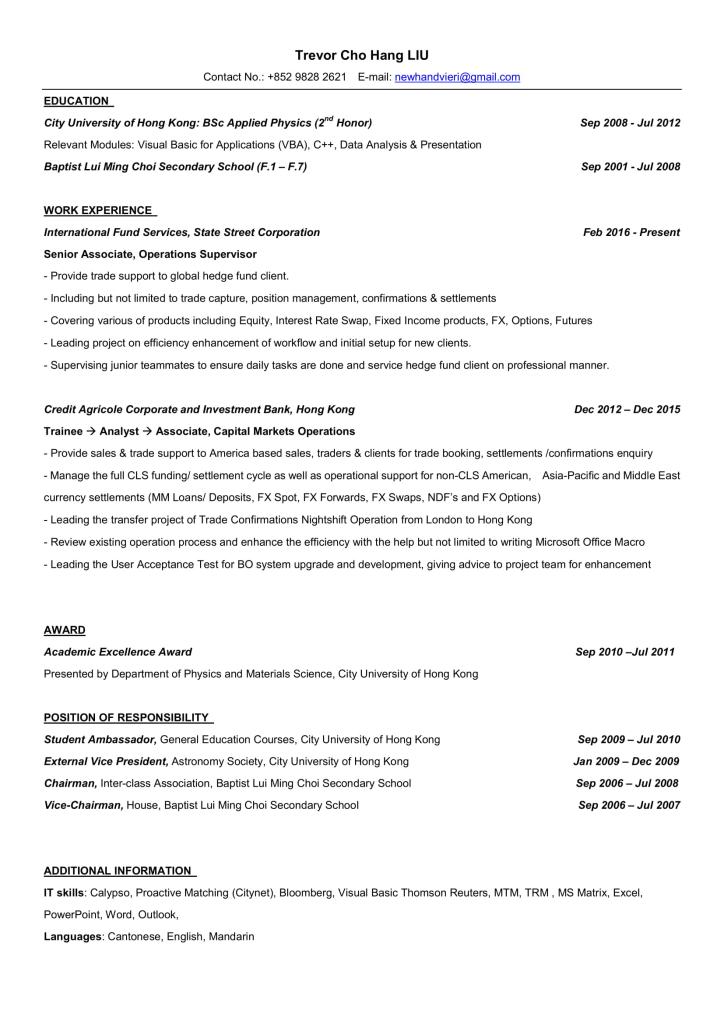 Trevor Cho Hang LIU
Contact No.: +852 9828 2621 E-mail: newhandvieri@gmail.com
EDUCATION
City University of Hong Kong: BSc Applied Physics (2nd Honor) Sep 2008 - Jul 2012
Relevant Modules: Visual Basic for Applications (VBA), C++, Data Analysis & Presentation
Baptist Lui Ming Choi Secondary School (F.1 – F.7) Sep 2001 - Jul 2008
WORK EXPERIENCE
International Fund Services, State Street Corporation Feb 2016 - Present
Senior Associate, Operations Supervisor
- Provide trade support to global hedge fund client.
- Including but not limited to trade capture, position management, confirmations & settlements
- Covering various of products including Equity, Interest Rate Swap, Fixed Income products, FX, Options, Futures
- Leading project on efficiency enhancement of workflow and initial setup for new clients.
- Supervising junior teammates to ensure daily tasks are done and service hedge fund client on professional manner.
Credit Agricole Corporate and Investment Bank, Hong Kong Dec 2012 – Dec 2015
Trainee → Analyst → Associate, Capital Markets Operations
- Provide sales & trade support to America based sales, traders & clients for trade booking, settlements /confirmations enquiry
- Manage the full CLS funding/ settlement cycle as well as operational support for non-CLS American, Asia-Pacific and Middle East
currency settlements (MM Loans/ Deposits, FX Spot, FX Forwards, FX Swaps, NDF's and FX Options)
- Leading the transfer project of Trade Confirmations Nightshift Operation from London to Hong Kong
- Review existing operation process and enhance the efficiency with the help but not limited to writing Microsoft Office Macro
- Leading the User Acceptance Test for BO system upgrade and development, giving advice to project team for enhancement
AWARD
Academic Excellence Award Sep 2010 –Jul 2011
Presented by Department of Physics and Materials Science, City University of Hong Kong
POSITION OF RESPONSIBILITY
Student Ambassador, General Education Courses, City University of Hong Kong Sep 2009 – Jul 2010
External Vice President, Astronomy Society, City University of Hong Kong Jan 2009 – Dec 2009
Chairman, Inter-class Association, Baptist Lui Ming Choi Secondary School Sep 2006 – Jul 2008
Vice-Chairman, House, Baptist Lui Ming Choi Secondary School Sep 2006 – Jul 2007
ADDITIONAL INFORMATION
IT skills: Calypso, Proactive Matching (Citynet), Bloomberg, Visual Basic Thomson Reuters, MTM, TRM , MS Matrix, Excel,
PowerPoint, Word, Outlook,
Languages: Cantonese, English, Mandarin